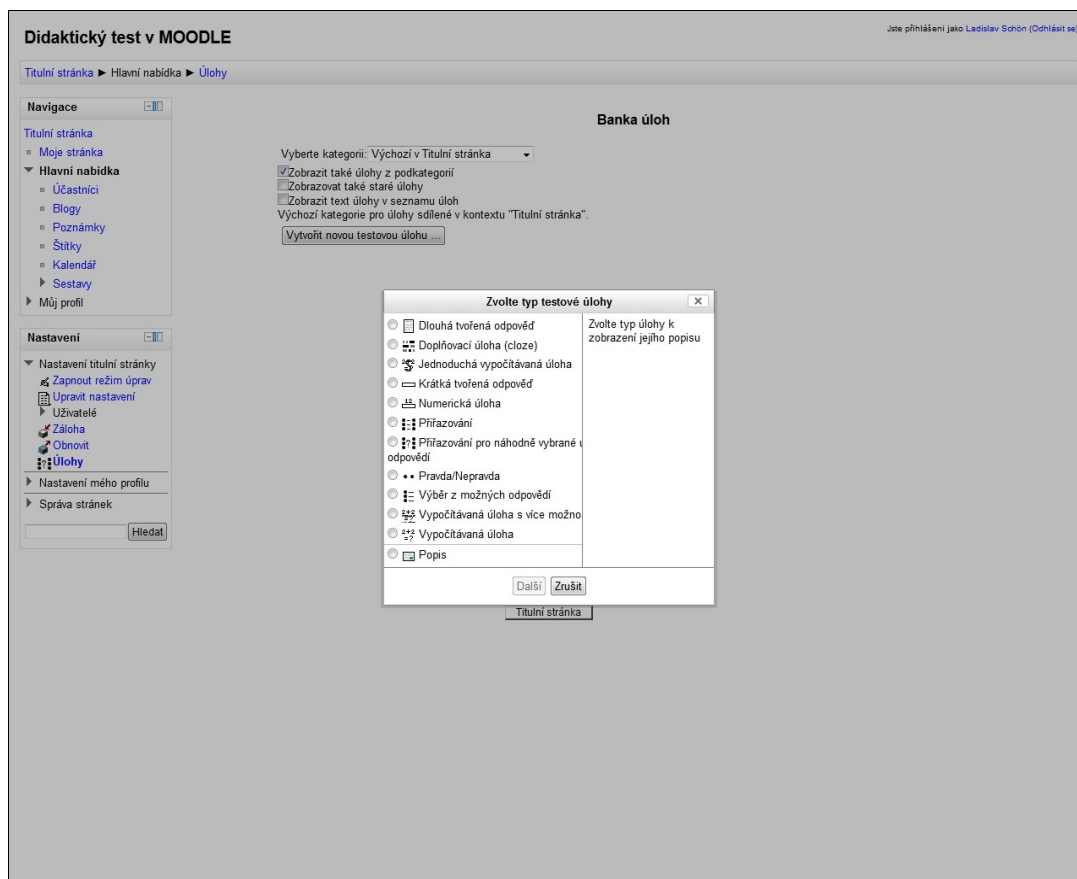 Didaktický test v MOODLE
Jste přihlášeni jako Ladislav Schön (Odhlásit se)
Titulní stránka ► Hlavní nabídka ► Úlohy
Navigace
Titulní stránka
Moje stránka
Hlavní nabídka
Účastníci
Blogy
Poznámky
Štítky
Kalendář
Sestavy
Můj profil
Nastavení
Nastavení titulní stránky
Zapnout režim úprav
Upravit nastavení
Uživatelé
Záloha
Obnovit
Úlohy
Nastavení mého profilu
Správa stránek
Hledat
Banka úloh
Vyberte kategorii: Výchozí v Titulní stránka
Zobrazit také úlohy z podkategorií
Zobrazovat také staré úlohy
Zobrazit text úlohy v seznamu úloh
Výchozí kategorie pro úlohy sdílené v kontextu "Titulní stránka".
Vytvořit novou testovou úlohu ...
Zvolte typ testové úlohy
Dlouhá tvořená odpověď
Doplňovací úloha (cloze)
Jednoduchá vypočítávaná úloha
Krátká tvořená odpověď
Numerická úloha
Přiřazování
Přiřazování pro náhodně vybrané
odpovědí
Pravda/Nepravda
Výběr z možných odpovědí
Vypočítávaná úloha s více možno
Vypočítávaná úloha
Popis
Zvolte typ úlohy k
zobrazení jejího popisu
Další Zrušit
Titulní stránka